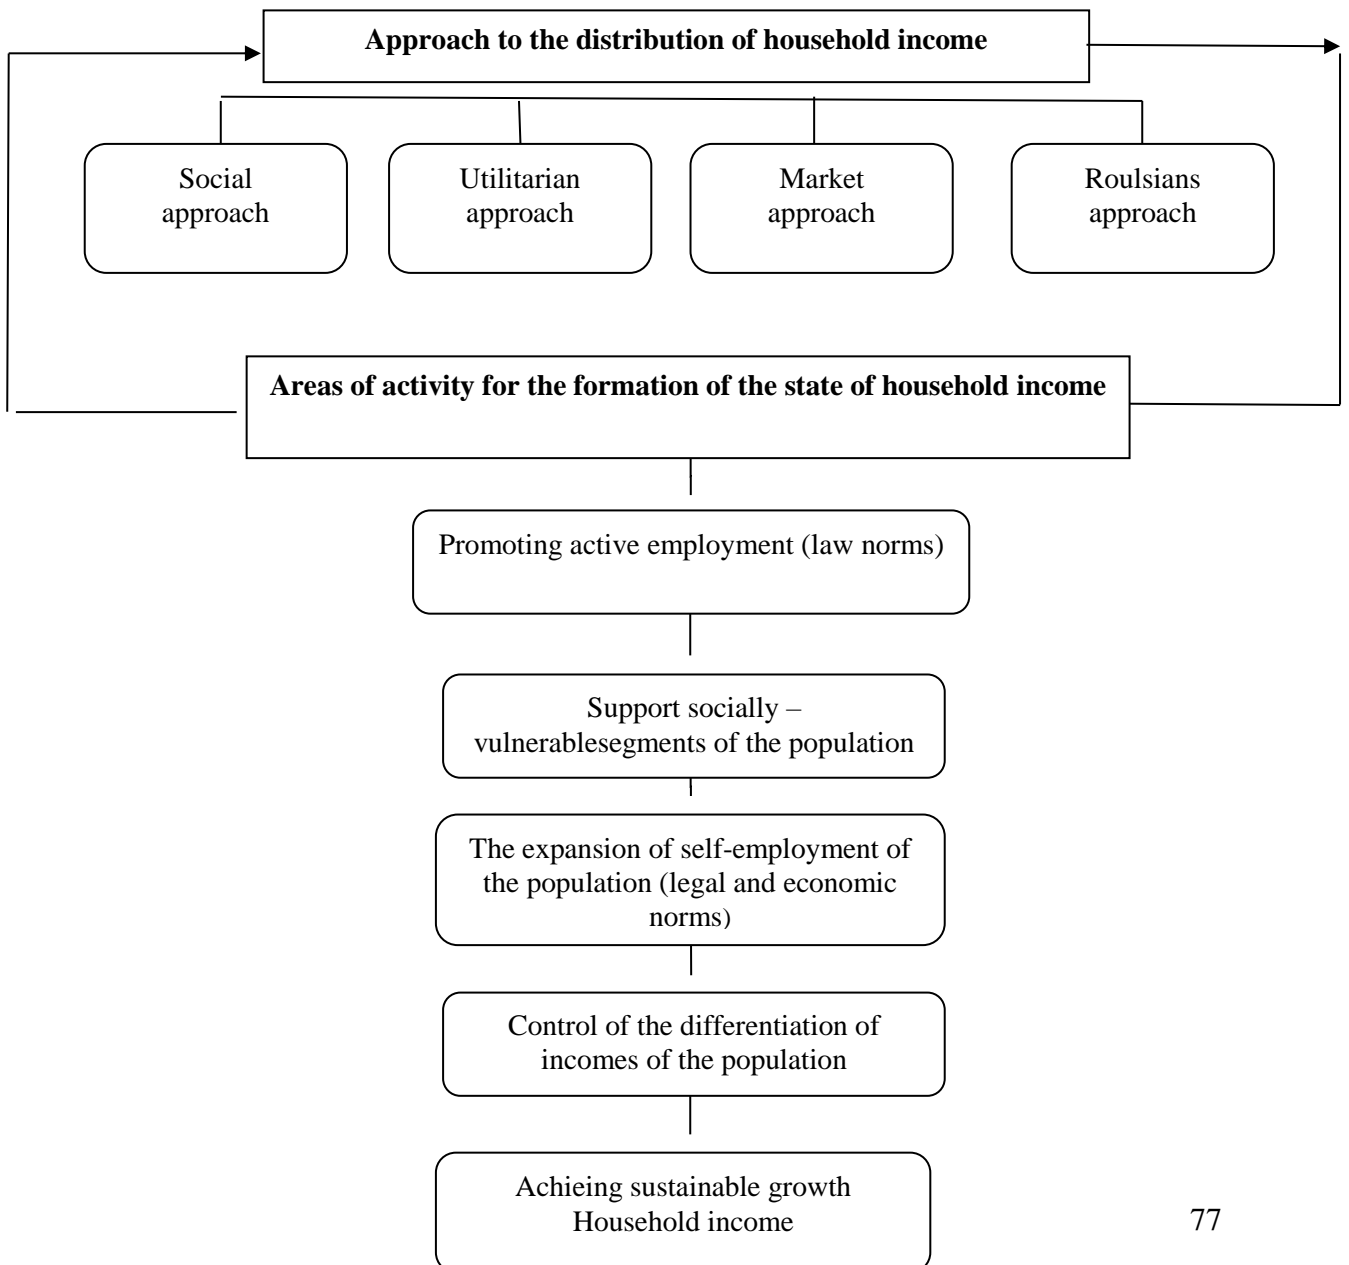 Approach to the distribution of household income
Social
approach
Utilitarian
approach
Market
approach
Roulsians
approach
Areas of activity for the formation of the state of household income
Promoting active employment (law norms)
Support socially –
vulnerablesegments of the population
The expansion of self-employment of
the population (legal and economic
norms)
Control of the differentiation of
incomes of the population
Achieing sustainable growth
Household income
77